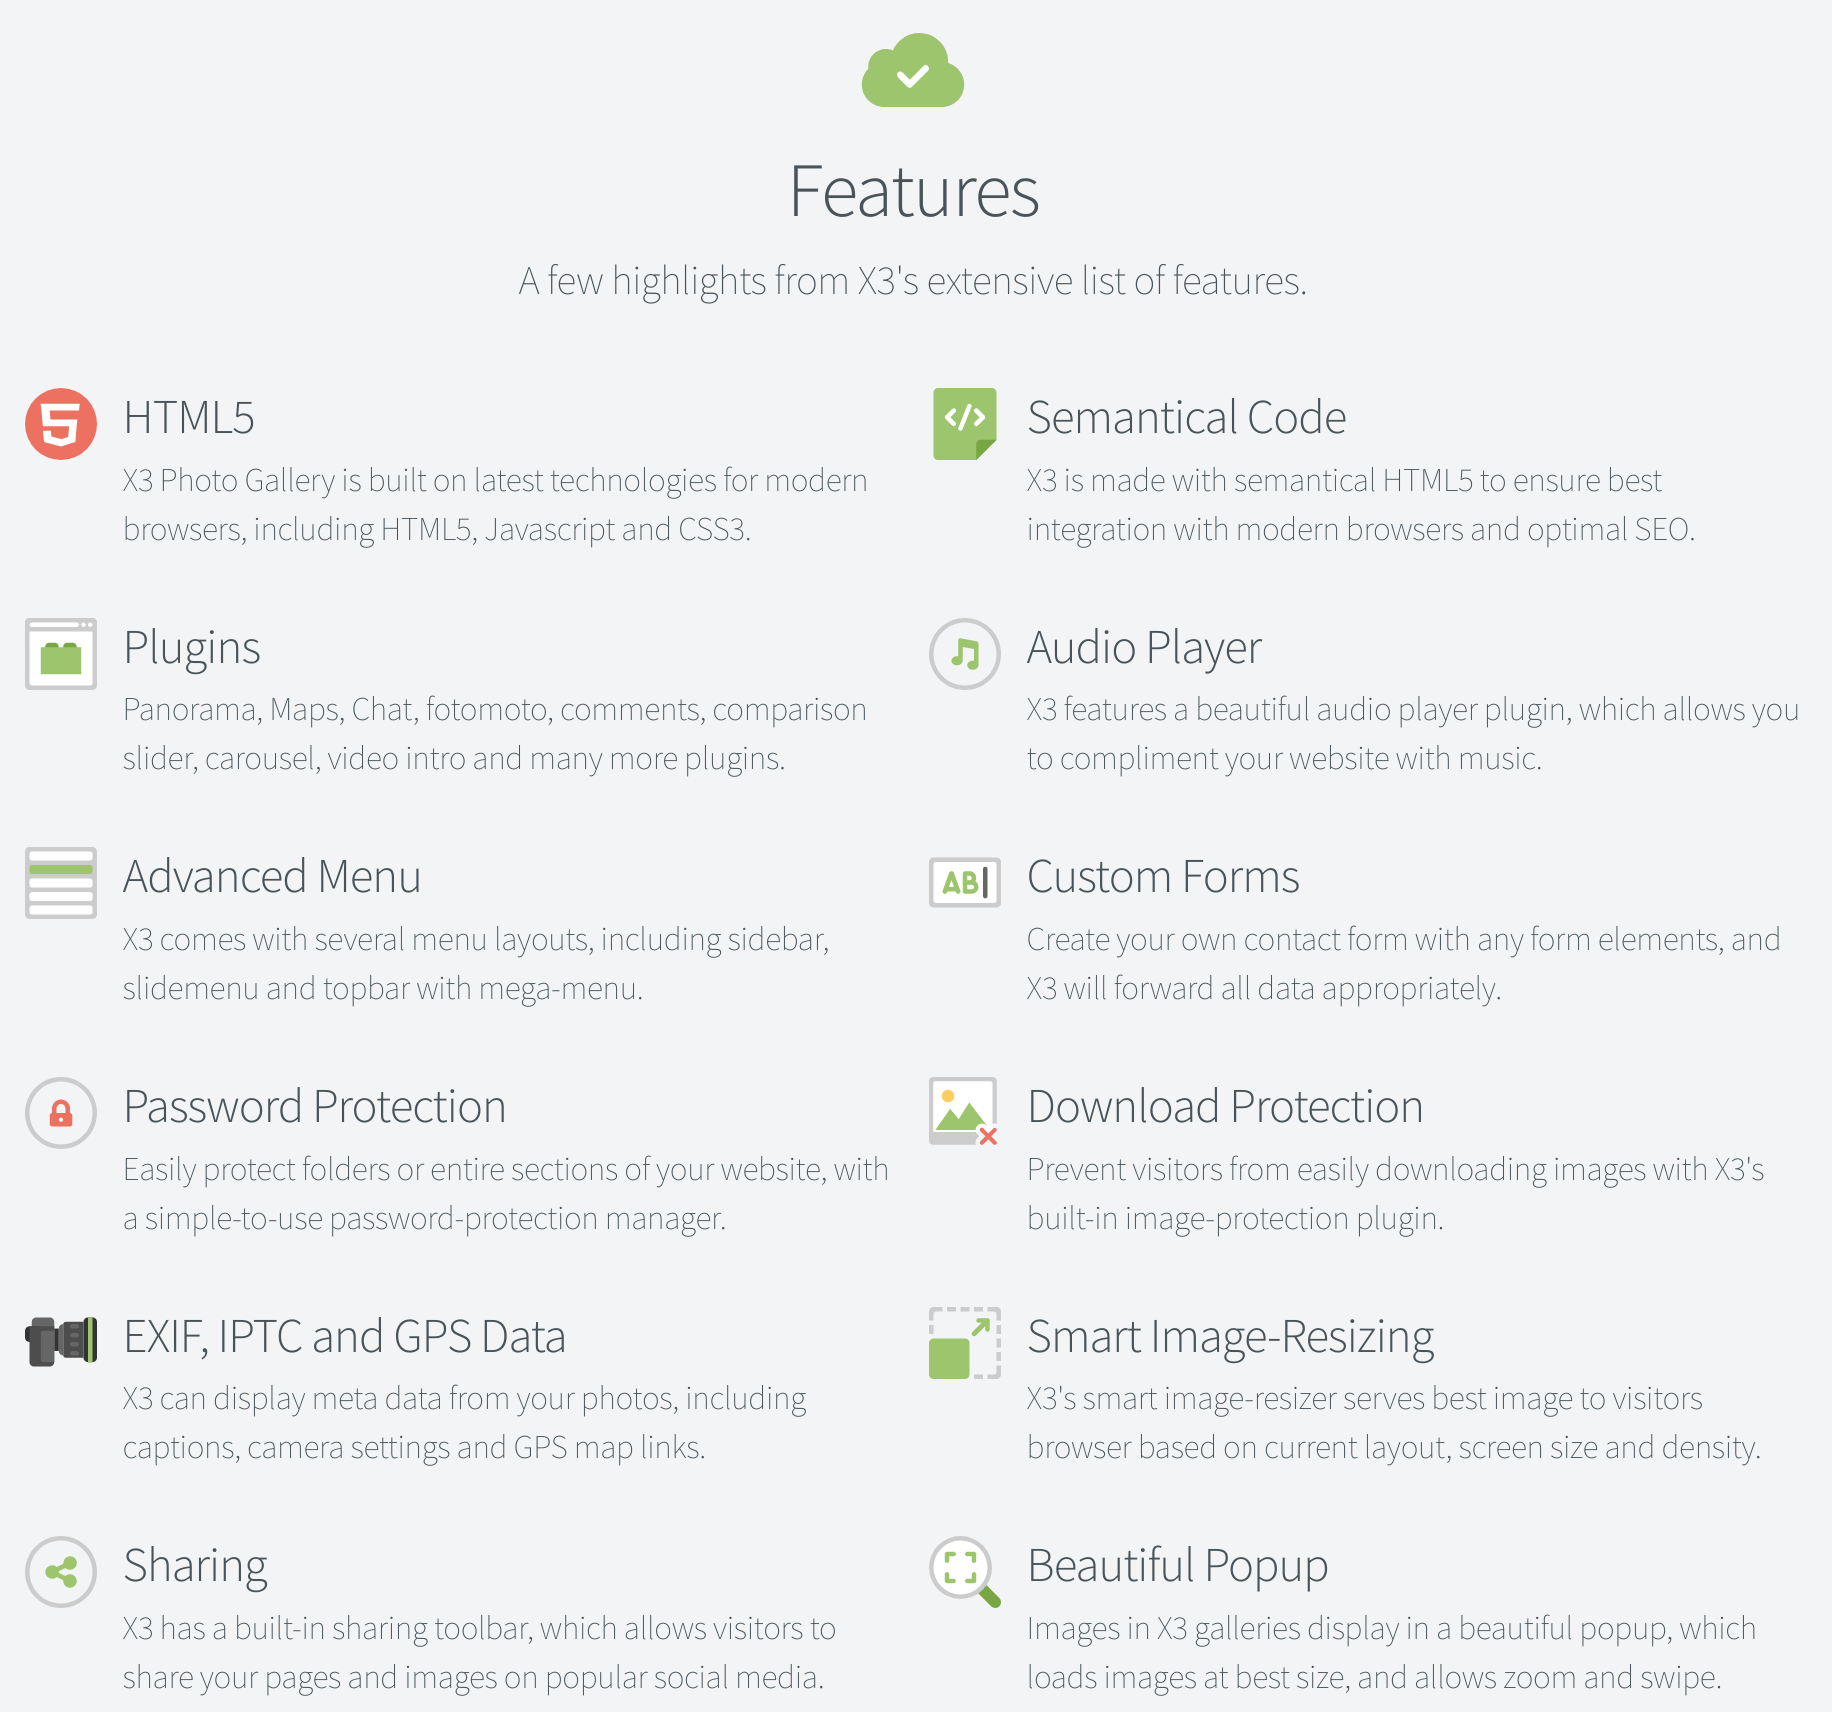 Features
A few highlights from X3's extensive list of features.
HTML5
X3 Photo Gallery is built on latest technologies for modern
browsers, including HTML5, Javascript and CSS3.
Semantical Code
X3 is made with semantical HTML5 to ensure best
integration with modern browsers and optimal SEO.
Plugins
Panorama, Maps, Chat, fotomoto, comments, comparison
slider, carousel, video intro and many more plugins.
Audio Player
X3 features a beautiful audio player plugin, which allows you
to compliment your website with music.
Advanced Menu
X3 comes with several menu layouts, including sidebar,
slidemenu and topbar with mega-menu.
AB
Custom Forms
Create your own contact form with any form elements, and
X3 will forward all data appropriately.
Password Protection
Easily protect folders or entire sections of your website, with
a simple-to-use password-protection manager.
Download Protection
Prevent visitors from easily downloading images with X3's
built-in image-protection plugin.
EXIF, IPTC and GPS Data
X3 can display meta data from your photos, including
captions, camera settings and GPS map links.
Smart Image-Resizing
X3's smart image-resizer serves best image to visitors
browser based on current layout, screen size and density.
Sharing
X3 has a built-in sharing toolbar, which allows visitors to
share your pages and images on popular social media.
Beautiful Popup
Images in X3 galleries display in a beautiful popup, which
loads images at best size, and allows zoom and swipe.